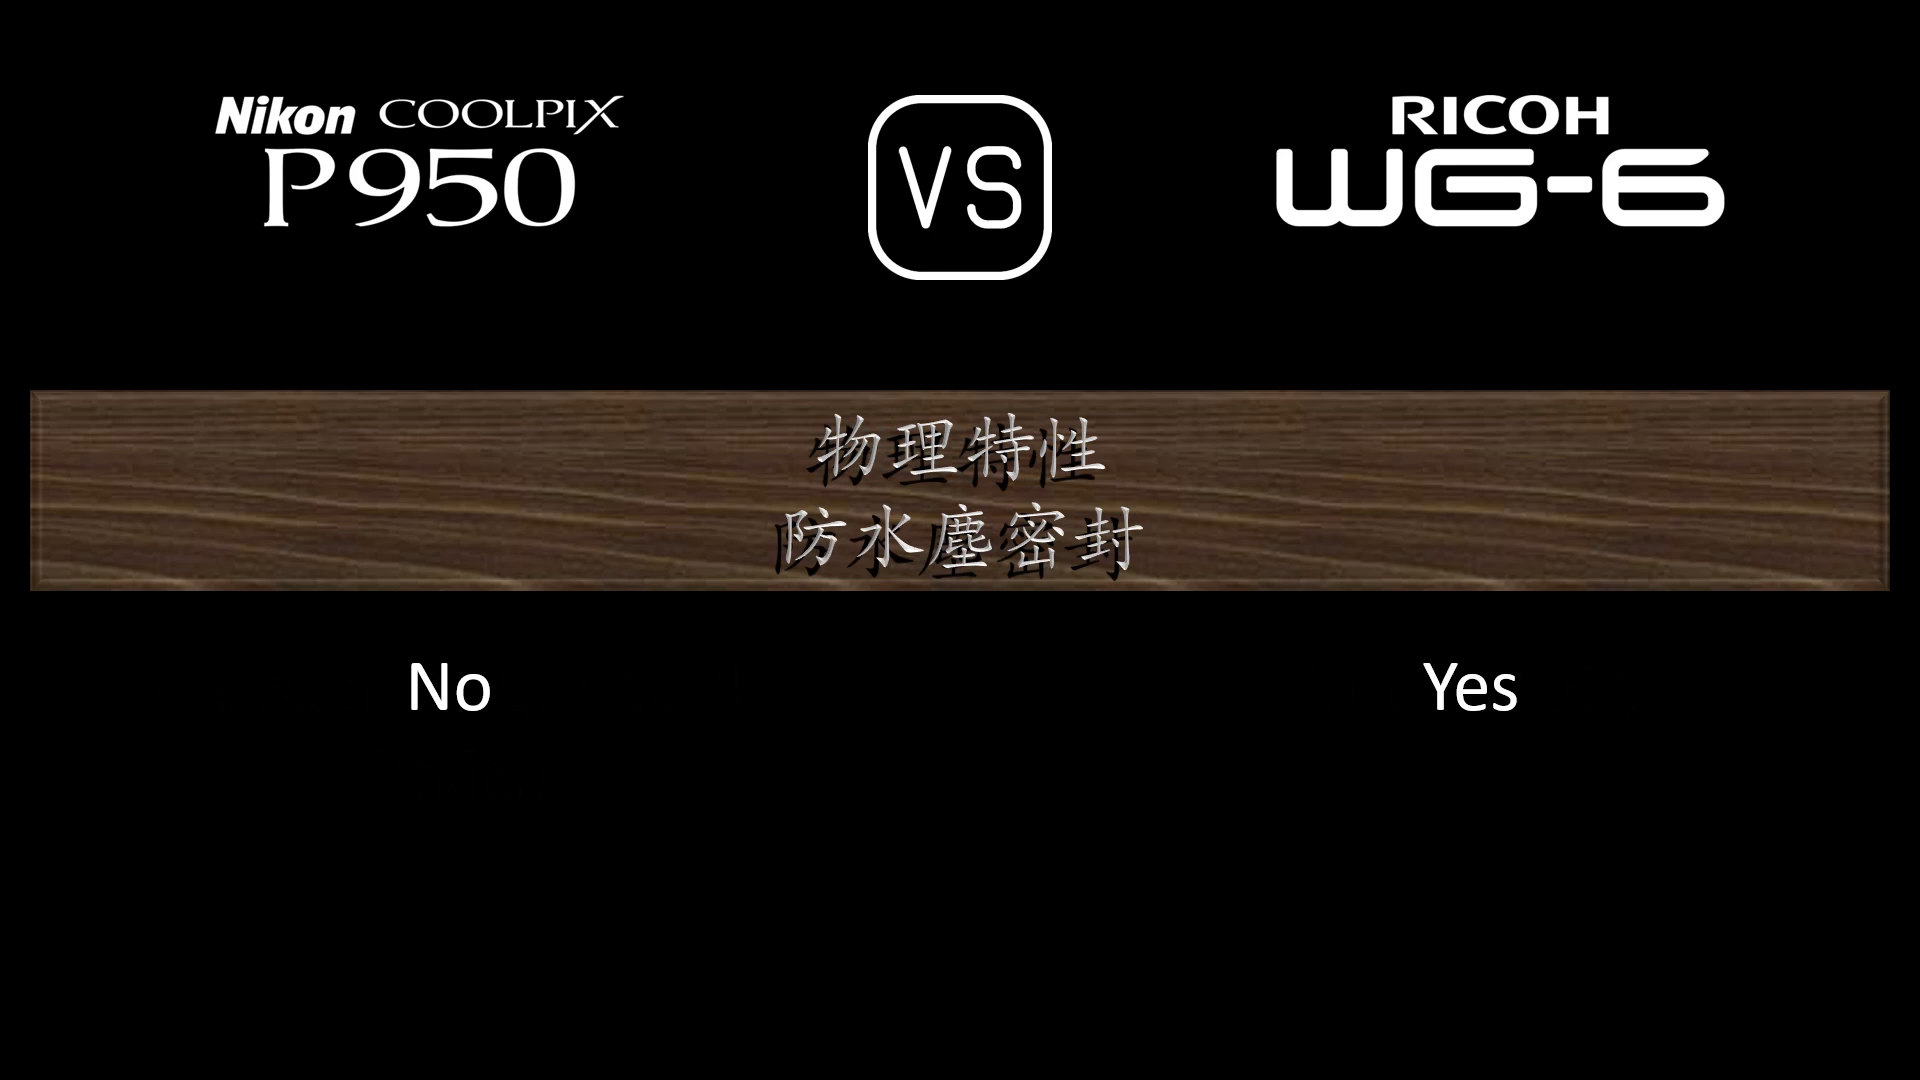 Nikon COOLPIX
P950
VS
RICOH
WG-6
物理特性
防水塵密封
No
Yes